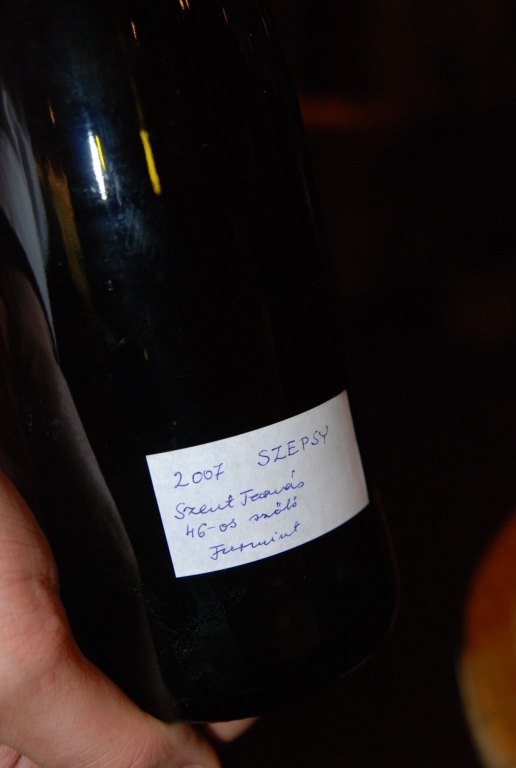 2007 SZEPSY
Szent Tamás
46-os szőlő
Furmint